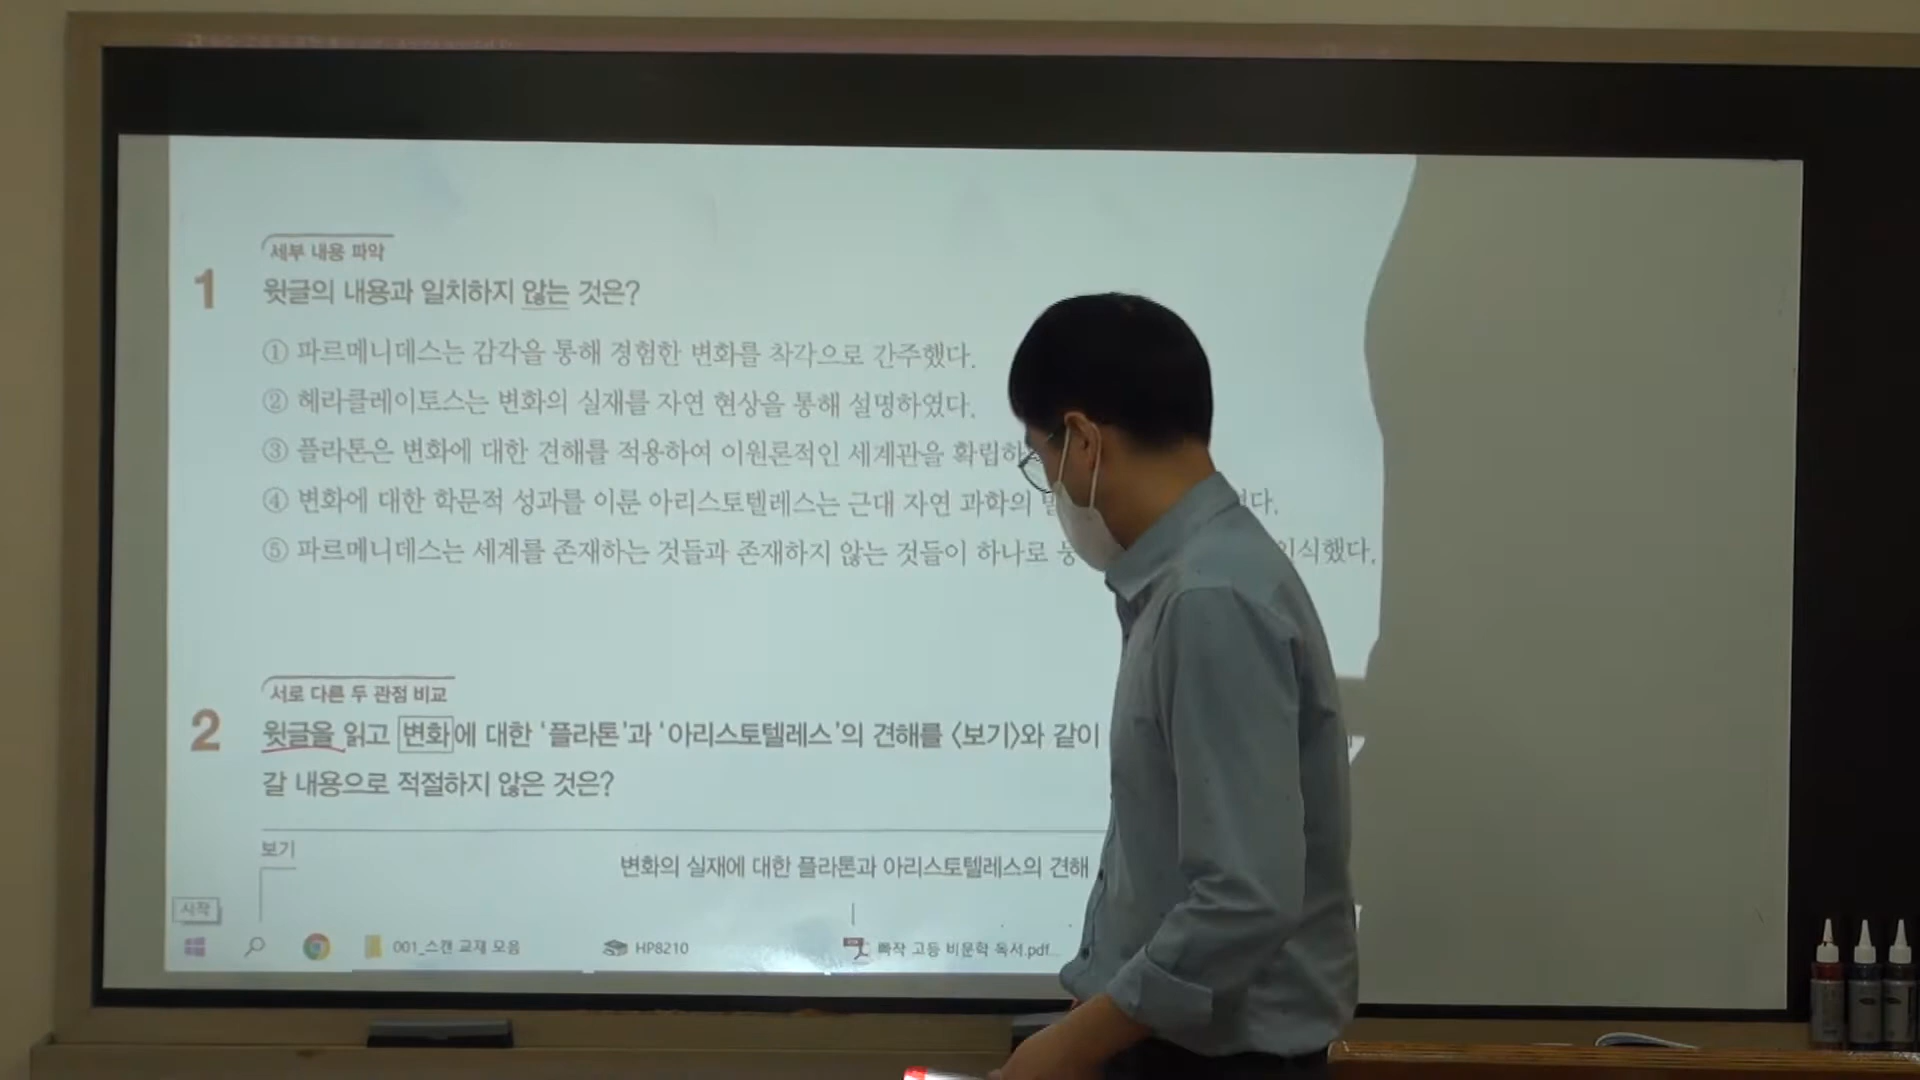 세부 내용 파악
1 윗글의 내용과 일치하지 않는 것은?
① 파르메니데스는 감각을 통해 경험한 변화를 착각으로 간주했다.
② 헤라클레이토스는 변화의 실재를 자연 현상을 통해 설명하였다.
③ 플라톤은 변화에 대한 견해를 적용하여 이원론적인 세계관을 확립하
④ 변화에 대한 학문적 성과를 이룬 아리스토텔레스는 근대 자연 과학의
⑤ 파르메니데스는 세계를 존재하는 것들과 존재하지 않는 것들이 하나로 인식했다.
서로 다른 두 관점 비교
2 윗글을 읽고 변화에 대한 '플라톤'과 '아리스토텔레스'의 견해를 〈보기〉와 같이
갈 내용으로 적절하지 않은 것은?
보기
변화의 실재에 대한 플라톤과 아리스토텔레스의 견해
시작
001_스캔 교재 모음 HP8210 빠작 고등 비문학 독서.pdf